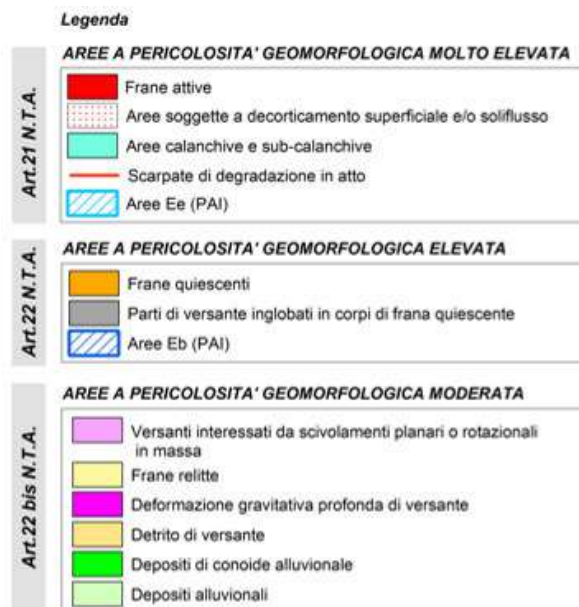 Legenda
AREE A PERICOLOSITA' GEOMORFOLOGICA MOLTO ELEVATA
Art.21 N.T.A.
Frane attive
Aree soggette a decorticamento superficiale e/o soliflusso
Aree calanchive e sub-calanchive
Scarpate di degradazione in atto
Aree Ee (PAI)
AREE A PERICOLOSITA' GEOMORFOLOGICA ELEVATA
Art.22 N.T.A.
Frane quiescenti
Parti di versante inglobati in corpi di frana quiescente
Aree Eb (PAI)
AREE A PERICOLOSITA' GEOMORFOLOGICA MODERATA
Art.22 bis N.T.A.
Versanti interessati da scivolamenti planari o rotazionali
in massa
Frane relitte
Deformazione gravitativa profonda di versante
Detrito di versante
Depositi di conoide alluvionale
Depositi alluvionali